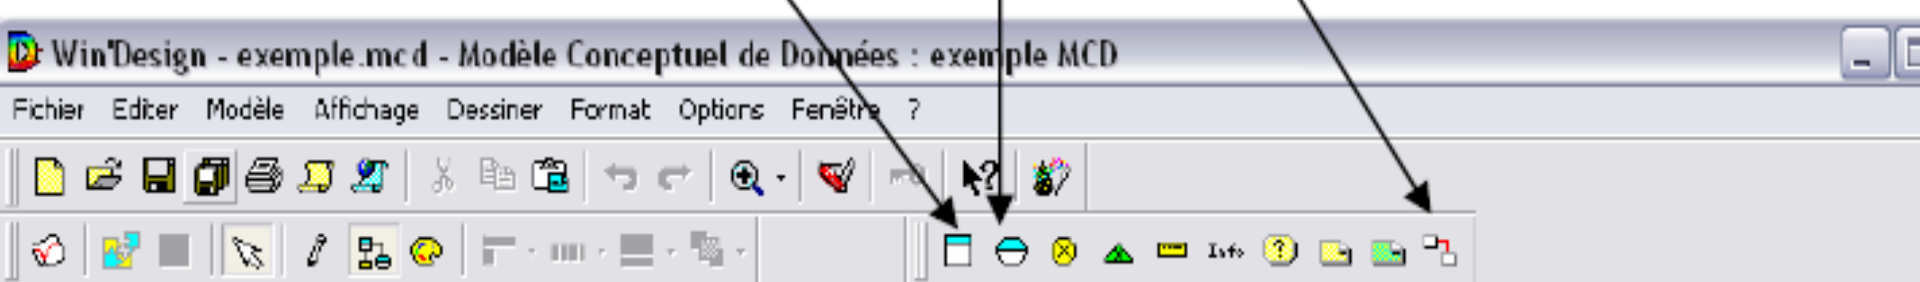 Win'Design - exemple.mcd - Modèle Conceptuel de Données : exemple MCD
Fichier Editer Modèle Affichage Dessiner Format Options Fenêtre ?
Info